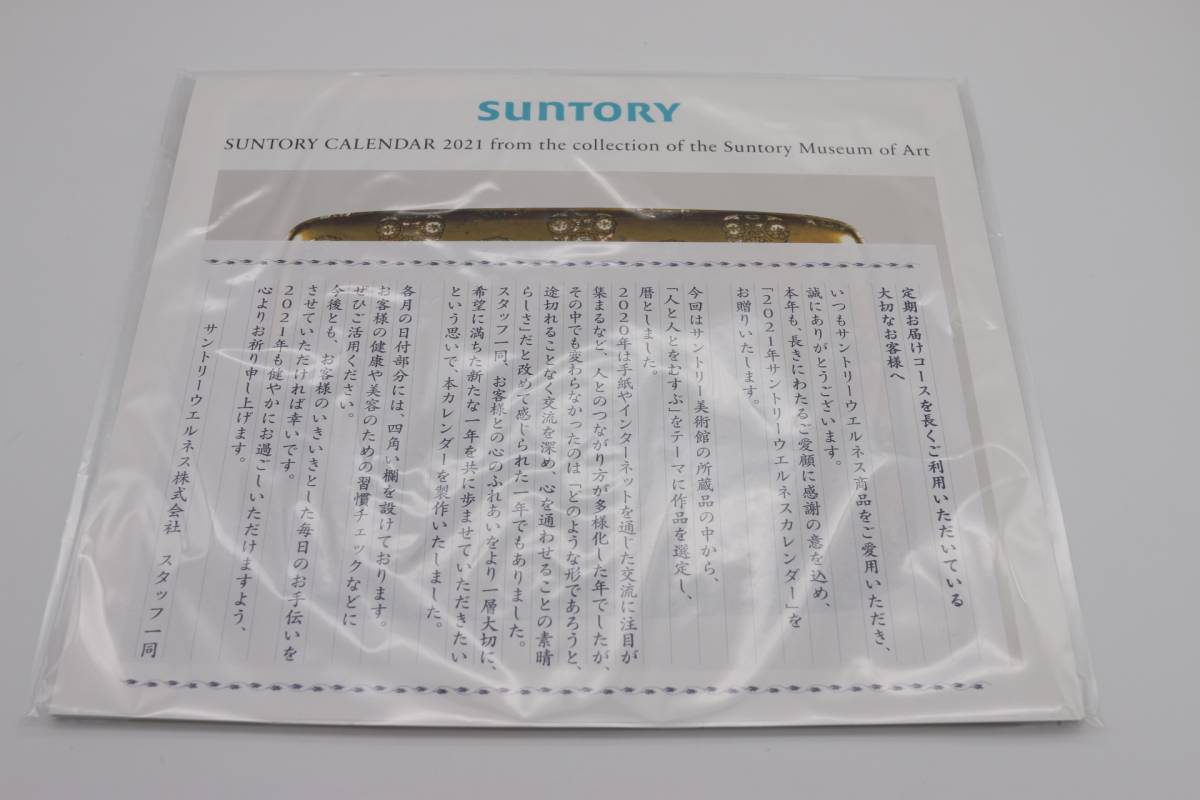 SUNTORY
SUNTORY CALENDAR 2021 from the collection of the Suntory Museum of Art
定期お届けコースを長くご利用いただいている
大切なお客様へ
いつもサントリーウエルネス商品をご愛用いただき、
誠にありがとうございます。
本年も、長きにわたるご愛顧に感謝の意を込め、
「2021年サントリーウエルネスカレンダー」を
お贈りいたします。
今回はサントリー美術館の所蔵品の中から、
「人と人とをむすぶ」をテーマに作品を選定し、
暦としました。
2020年は手紙やインターネットを通じた交流に注目が
集まるなど、人とのつながり方が多様化した年でしたが、
その中でも変わらなかったのは「どのような形であろうと、
途切れることなく交流を深め、心を通わせることの素晴
らしさ」だと改めて感じられた一年でもありました。
スタッフ一同、お客様との心のふれあいをより一層大切に、
希望に満ちた新たな一年を共に歩ませていただきたい
という思いで、本カレンダーを製作いたしました。
各月の日付部分には、四角い欄を設けております。
お客様の健康や美容のための習慣チェックなどに
ぜひご活用ください。
今後とも、お客様のいきいきとした毎日のお手伝いを
させていただければ幸いです。
2021年も健やかにお過ごしいただけますよう、
心よりお祈り申し上げます。
サントリーウエルネス株式会社 スタッフ一同